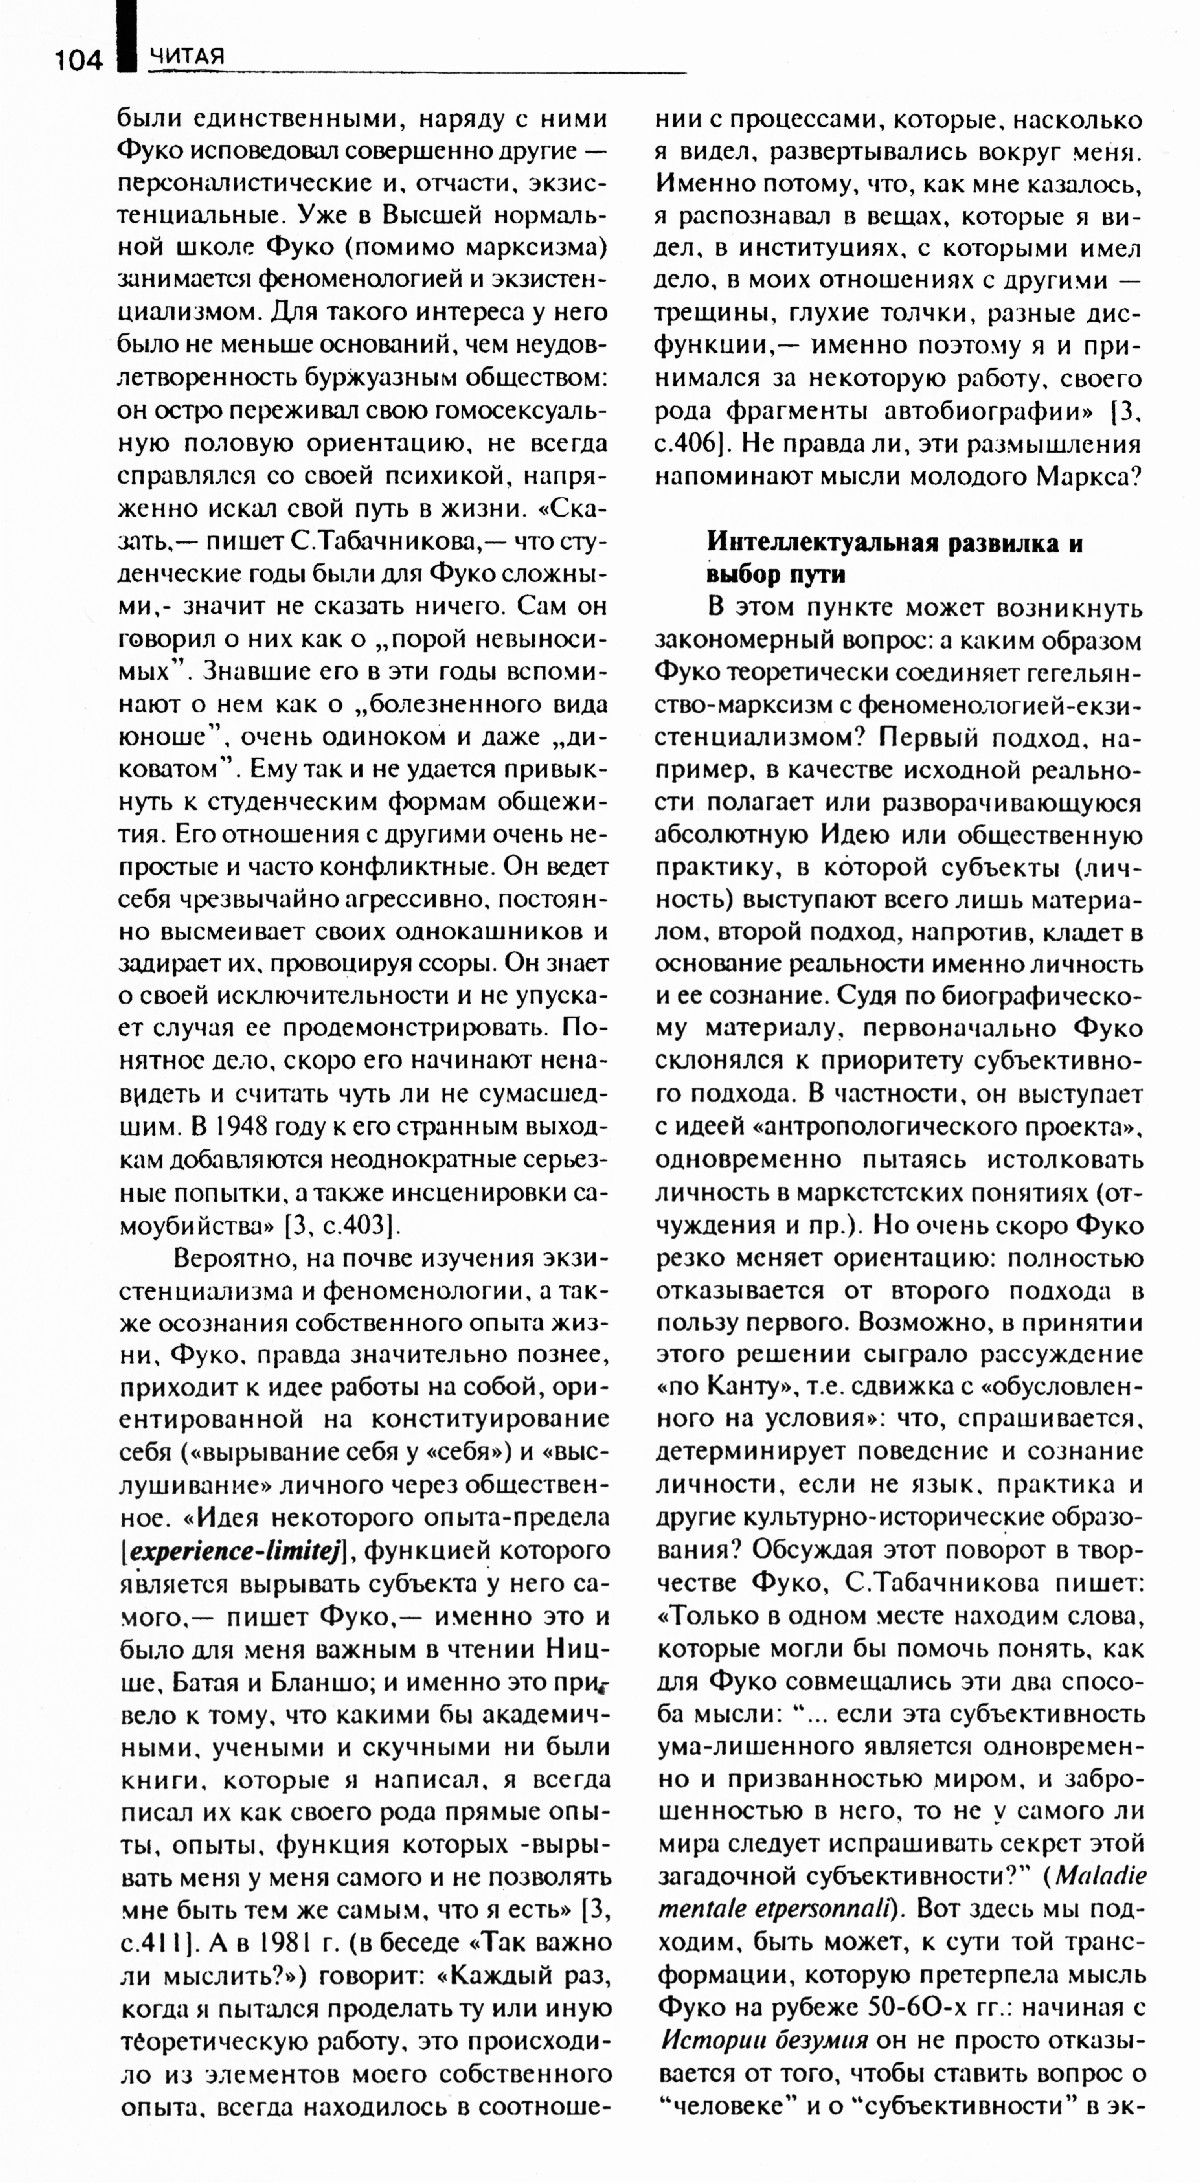 104
ЧИТАЯ
были единственными, наряду с ними
Фуко исповедовал совершенно другие —
персоналистические и, отчасти, экзис-
тенциальные. Уже в Высшей нормаль-
ной школе Фуко (помимо марксизма)
занимается феноменологией и экзистен-
циализмом. Для такого интереса у него
было не меньше оснований, чем неудов-
летворенность буржуазным обществом:
он остро переживал свою гомосексуаль-
ную половую ориентацию, не всегда
справлялся со своей психикой, напря-
женно искал свой путь в жизни. «Ска-
зать,— пишет С.Табачникова,— что сту-
денческие годы были для Фуко сложны-
ми,- значит не сказать ничего. Сам он
говорил о них как о „порой невыноси-
мых”. Знавшие его в эти годы вспоми-
нают о нем как о „болезненного вида
юноше”, очень одиноком и даже „ди-
коватом”. Ему так и не удается привык-
нуть к студенческим формам общежи-
тия. Его отношения с другими очень не-
простые и часто конфликтные. Он ведет
себя чрезвычайно агрессивно, постоян-
но высмеивает своих однокашников и
задирает их, провоцируя ссоры. Он знает
о своей исключительности и не упуска-
ет случая ее продемонстрировать. По-
нятное дело, скоро его начинают нена-
видеть и считать чуть ли не сумасшед-
шим. В 1948 году к его странным выход-
кам добавляются неоднократные серьез-
ные попытки, а также инсценировки са-
моубийства» [3, с.403].
Вероятно, на почве изучения экзи-
стенциализма и феноменологии, а так-
же осознания собственного опыта жиз-
ни, Фуко, правда значительно позднее,
приходит к идее работы на собой, ори-
ентированной на конституирование
себя («вырывание себя у «себя») и «выс-
лушивание» личного через обществен-
ное. «Идея некоторого опыта-предела
[experience-limitej], функцией которого
является вырывать субъекта у него са-
мого,— пишет Фуко,— именно это и
было для меня важным в чтении Ниц-
ше, Батая и Бланшо; и именно это при-
вело к тому, что какими бы академич-
ными, учеными и скучными ни были
книги, которые я написал, я всегда
писал их как своего рода прямые опы-
ты, опыты, функция которых -выры-
вать меня у меня самого и не позволять
мне быть тем же самым, что я есть» [3,
с.411]. А в 1981 г. (в беседе «Так важно
ли мыслить?») говорит: «Каждый раз,
когда я пытался проделать ту или иную
теоретическую работу, это происходи-
ло из элементов моего собственного
опыта, всегда находилось в соотноше-
нии с процессами, которые, насколько
я видел, развертывались вокруг меня.
Именно потому, что, как мне казалось,
я распознавал в вещах, которые я ви-
дел, в институциях, с которыми имел
дело, в моих отношениях с другими —
трещины, глухие толчки, разные дис-
функции,— именно поэтому я и при-
нимался за некоторую работу, своего
рода фрагменты автобиографии» [3,
с.406]. Не правда ли, эти размышления
напоминают мысли молодого Маркса?
Интеллектуальная развилка и
выбор пути
В этом пункте может возникнуть
закономерный вопрос: а каким образом
Фуко теоретически соединяет гегельян-
ство-марксизм с феноменологией-екзи-
стенциализмом? Первый подход, на-
пример, в качестве исходной реально-
сти полагает или разворачивающуюся
абсолютную Идею или общественную
практику, в которой субъекты (лич-
ность) выступают всего лишь материа-
лом, второй подход, напротив, кладет в
основание реальности именно личность
и ее сознание. Судя по биографическо-
му материалу, первоначально Фуко
склонялся к приоритету субъективно-
го подхода. В частности, он выступает
с идеей «антропологического проекта»,
одновременно пытаясь истолковать
личность в маркстстских понятиях (от-
чуждения и пр.). Но очень скоро Фуко
резко меняет ориентацию: полностью
отказывается от второго подхода в
пользу первого. Возможно, в принятии
этого решении сыграло рассуждение
«по Канту», т.е. сдвижка с «обусловлен-
ного на условия»: что, спрашивается,
детерминирует поведение и сознание
личности, если не язык, практика и
другие культурно-исторические образо-
вания? Обсуждая этот поворот в твор-
честве Фуко, С.Табачникова пишет:
«Только в одном месте находим слова,
которые могли бы помочь понять, как
для Фуко совмещались эти два спосо-
ба мысли: “... если эта субъективность
ума-лишенного является одновремен-
но и призванностью миром, и забро-
шенностью в него, то не у самого ли
мира следует испрашивать секрет этой
загадочной субъективности?” (Maladie
mentale etpersonnali). Вот здесь мы под-
ходим, быть может, к сути той транс-
формации, которую претерпела мысль
Фуко на рубеже 50-6О-х гг.: начиная с
Истории безумия он не просто отказы-
вается от того, чтобы ставить вопрос о
“человеке” и о “субъективности” в эк-